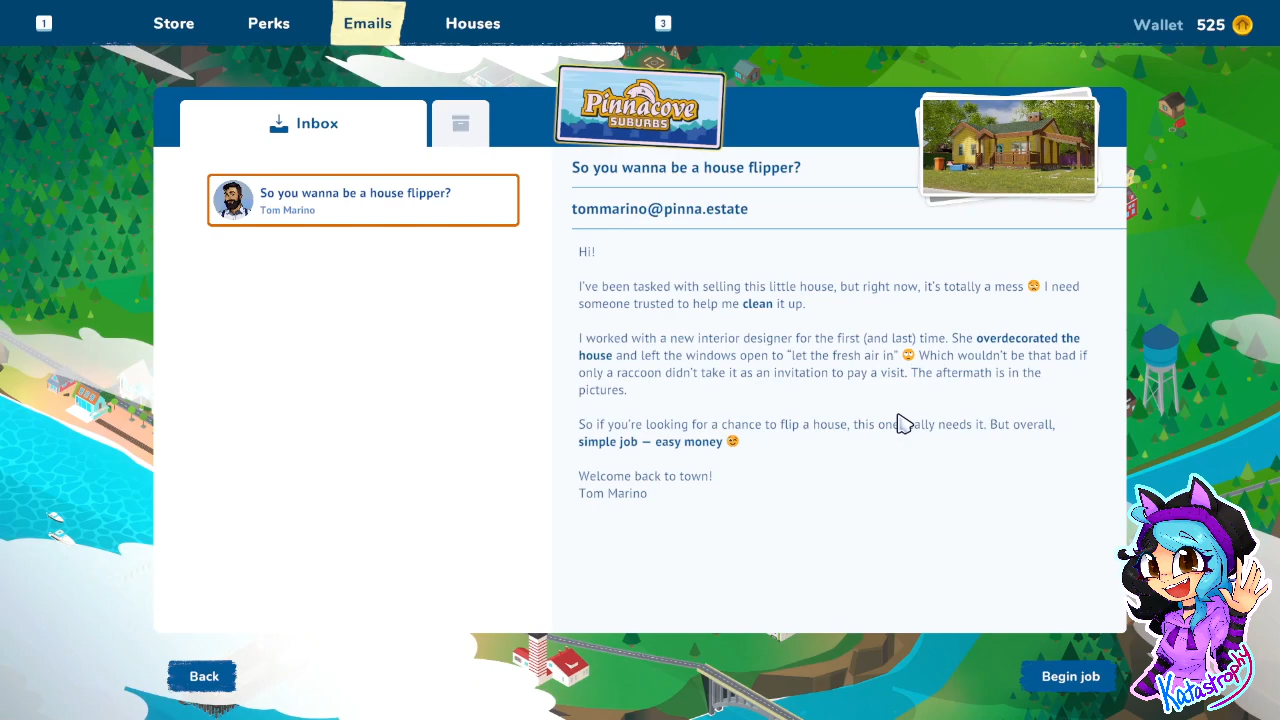 1
Store
Perks
Emails
Houses
3
Wallet 525
Inbox
Pinnacove
SUBURBS
So you wanna be a house flipper?
Tom Marino
So you wanna be a house flipper?
tommarino@pinna.estate
Hi!
I've been tasked with selling this little house, but right now, it's totally a mess 😧 I need
someone trusted to help me clean it up.
I worked with a new interior designer for the first (and last) time. She overdecorated the
house and left the windows open to “let the fresh air in” 🙄 Which wouldn't be that bad if
only a raccoon didn't take it as an invitation to pay a visit. The aftermath is in the
pictures.
So if you're looking for a chance to flip a house, this one needs it. But overall,
simple job — easy money 😊
Welcome back to town!
Tom Marino
Back
Begin job
Katastroph